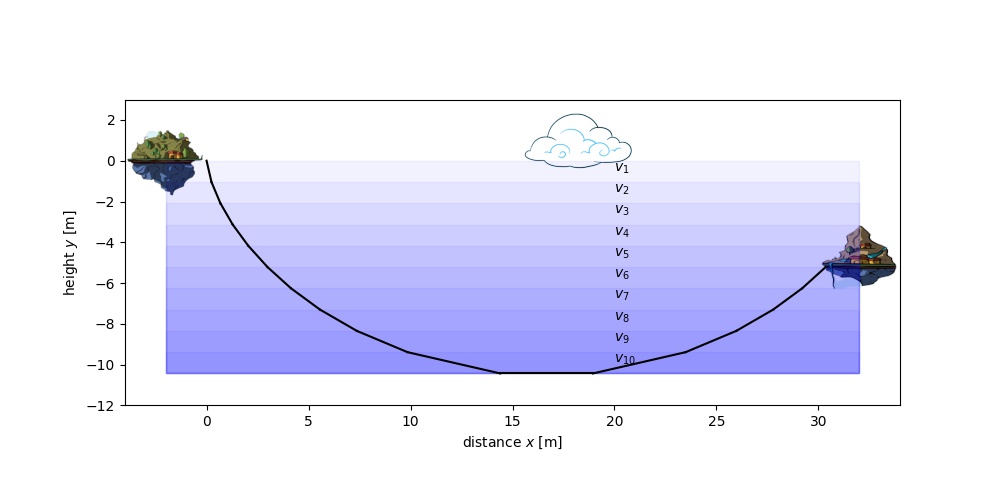 2
0
−2
−4
−6
−8
−10
−12
height y [m]
v₁
v₂
v₃
v₄
v₅
v₆
v₇
v₈
v₉
v₁₀
0 5 10 15 20 25 30
distance x [m]